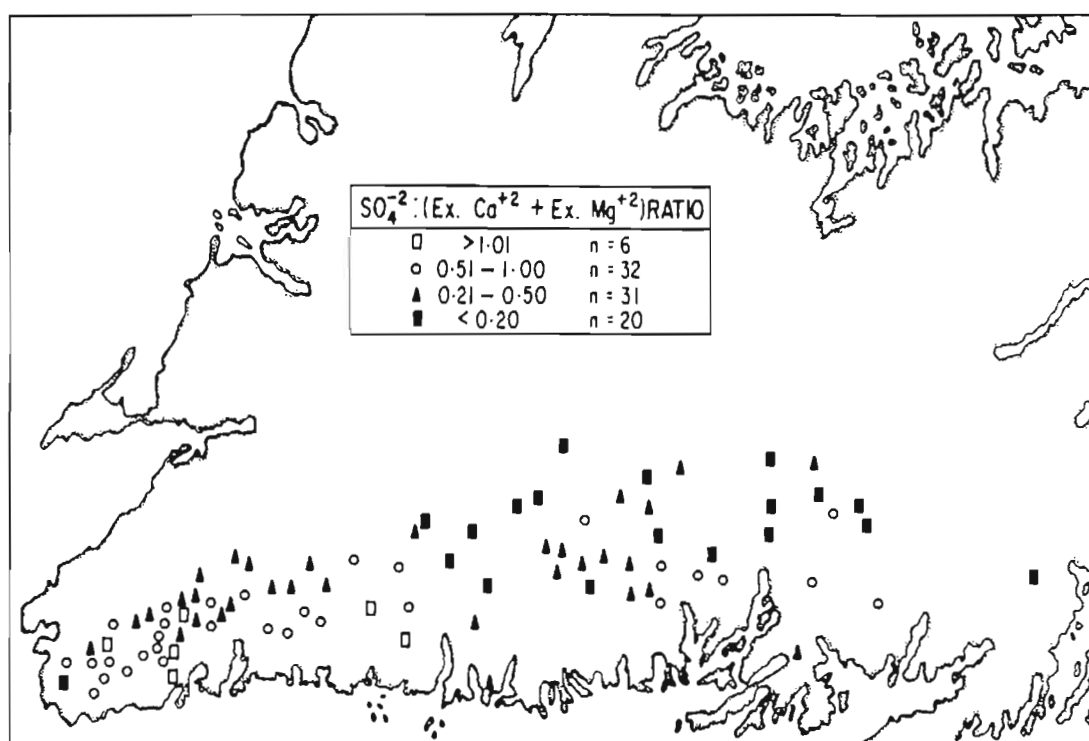 SO₄⁻² : (Ex. Ca⁺² + Ex. Mg⁺²) RATIO
>1·01 n = 6
0·51 – 1·00 n = 32
0·21 – 0·50 n = 31
<0·20 n = 20